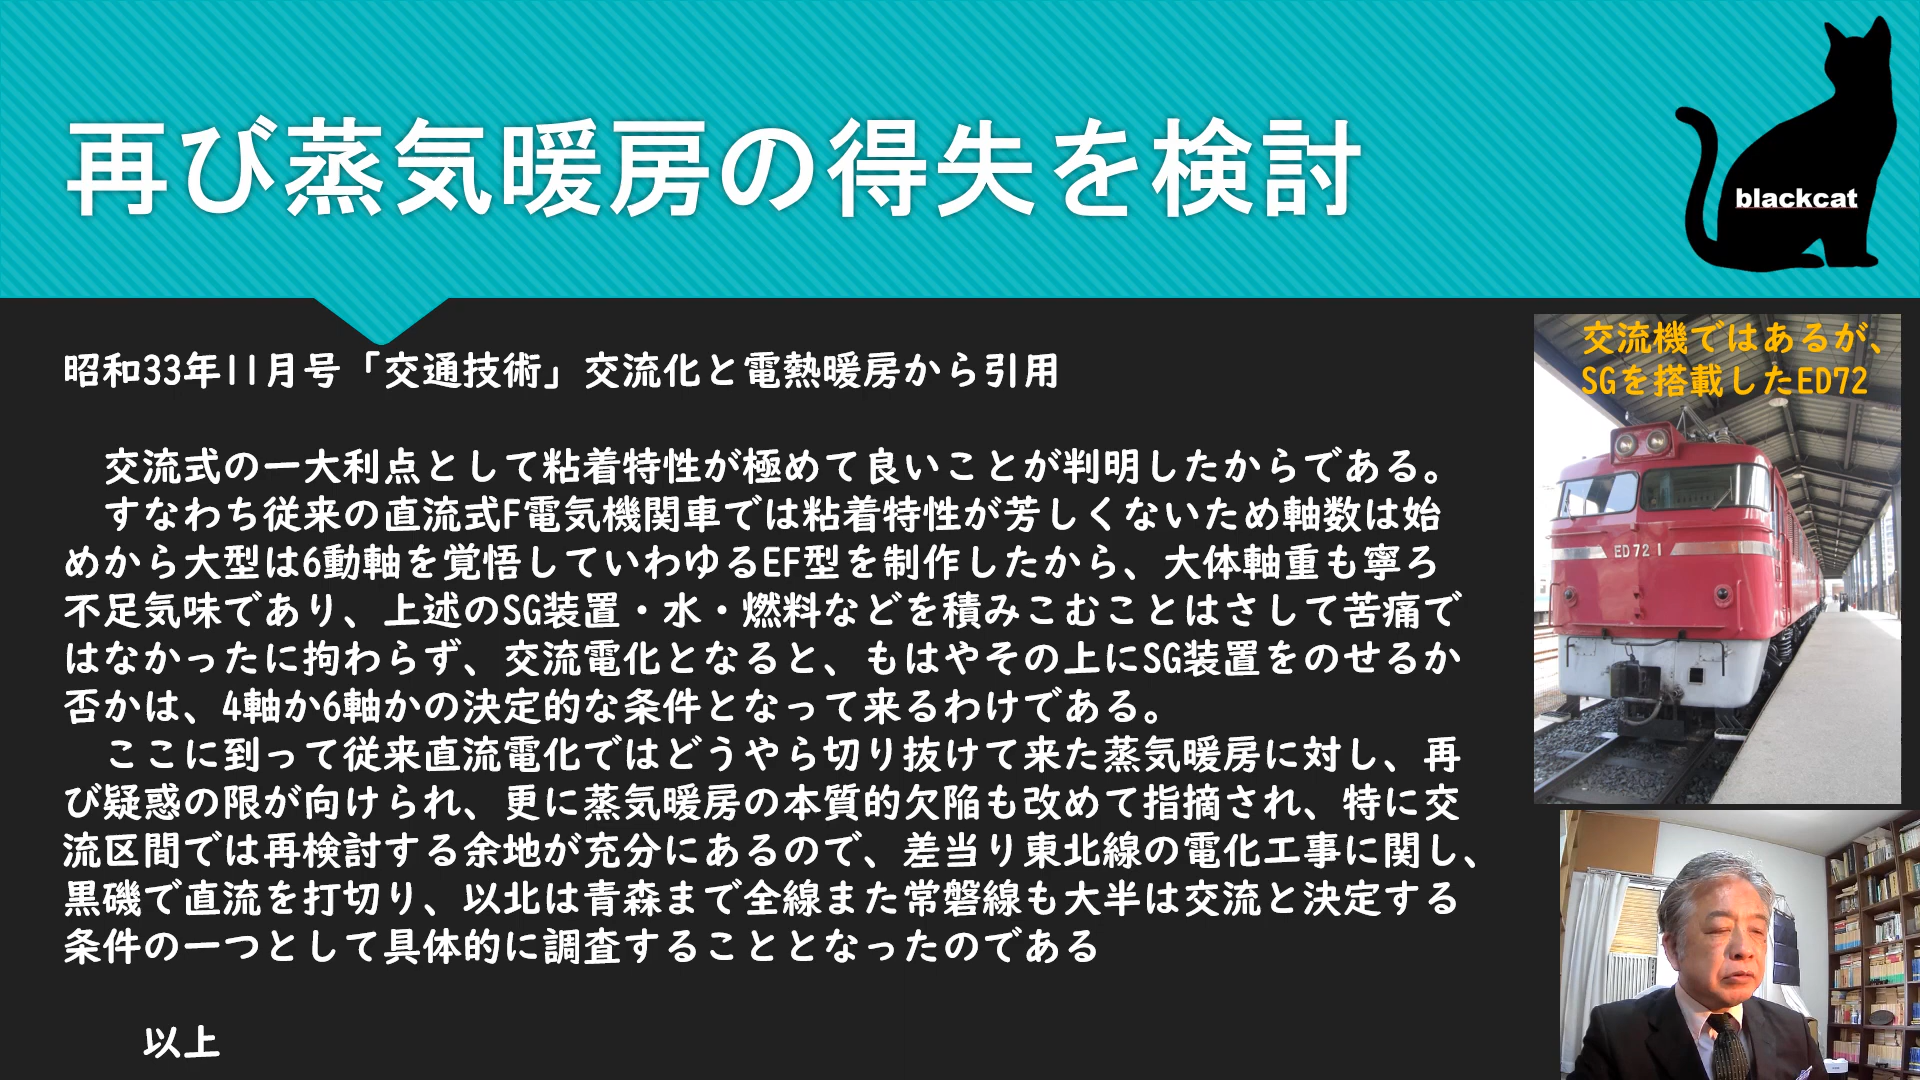 再び蒸気暖房の得失を検討
blackcat
昭和33年11月号「交通技術」交流化と電熱暖房から引用
交流式の一大利点として粘着特性が極めて良いことが判明したからである。
すなわち従来の直流式F電気機関車では粘着特性が芳しくないため軸数は始
めから大型は6動軸を覚悟していわゆるEF型を制作したから、大体軸重も寧ろ
不足気味であり、上述のSG装置・水・燃料などを積みこむことはさして苦痛で
はなかったに拘わらず、交流電化となると、もはやその上にSG装置をのせるか
否かは、4軸か6軸かの決定的な条件となって来るわけである。
ここに到って従来直流電化ではどうやら切り抜けて来た蒸気暖房に対し、再
び疑惑の限が向けられ、更に蒸気暖房の本質的欠陥も改めて指摘され、特に交
流区間では再検討する余地が充分にあるので、差当り東北線の電化工事に関し、
黒磯で直流を打切り、以北は青森まで全線また常磐線も大半は交流と決定する
条件の一つとして具体的に調査することとなったのである
以上
交流機ではあるが、
SGを搭載したED72
ED72 1